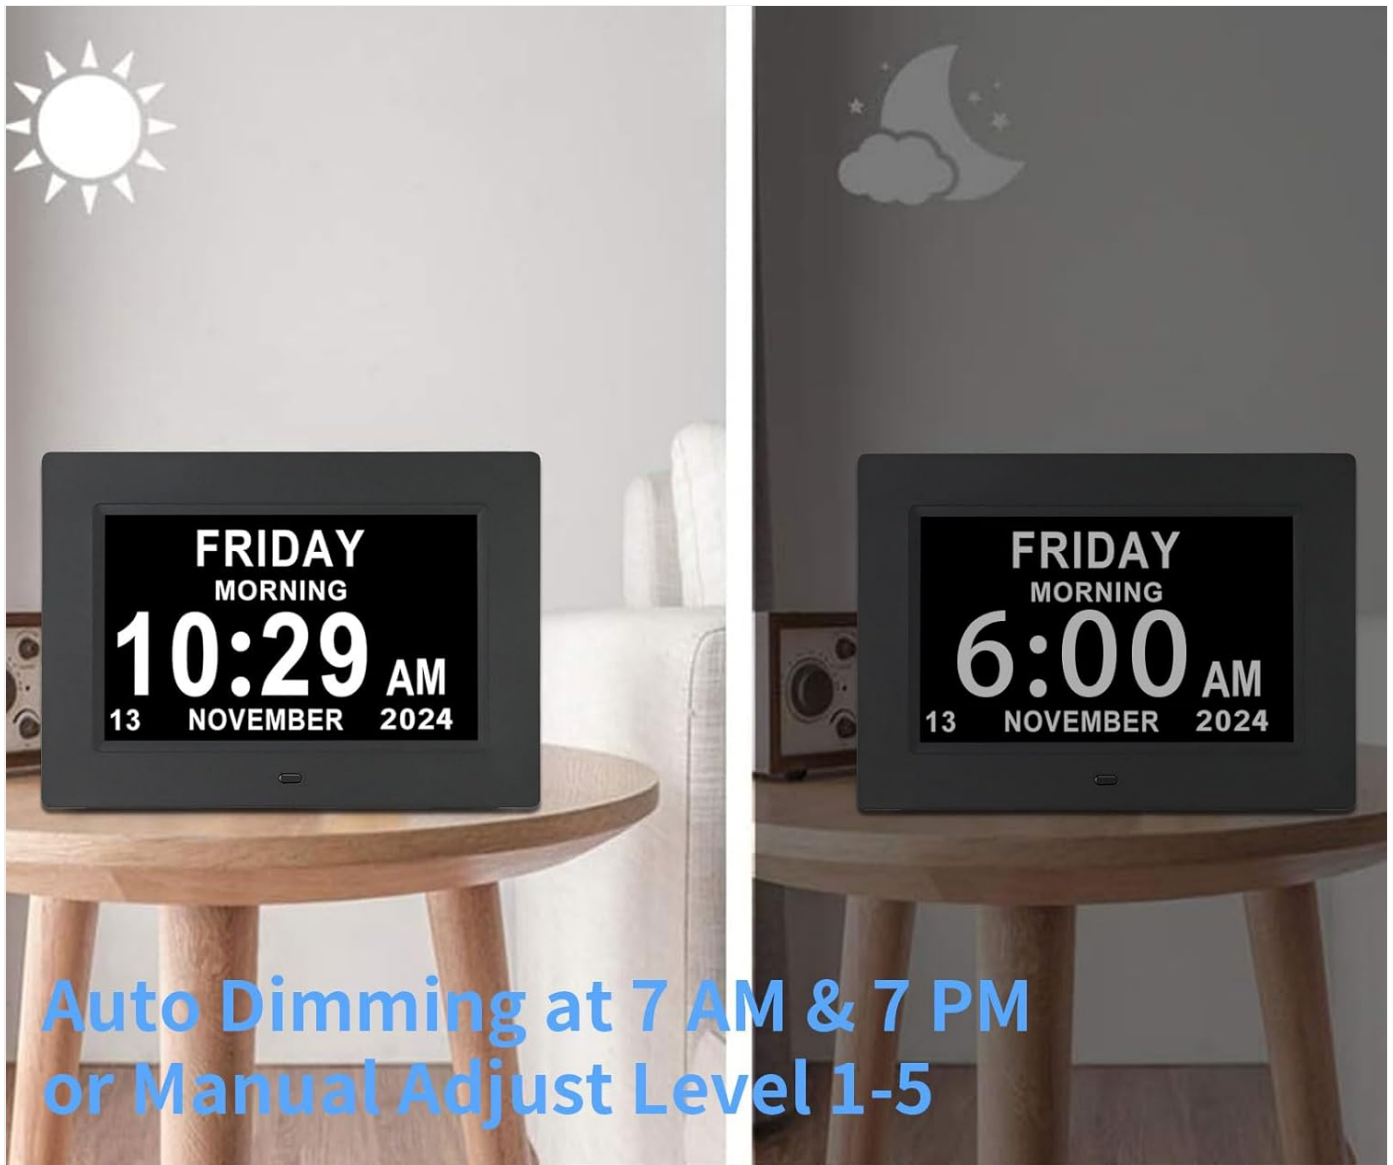 FRIDAY
MORNING
10:29 AM
13 NOVEMBER 2024
FRIDAY
MORNING
6:00 AM
13 NOVEMBER 2024
Auto Dimming at 7 AM & 7 PM
or Manual Adjust Level 1-5